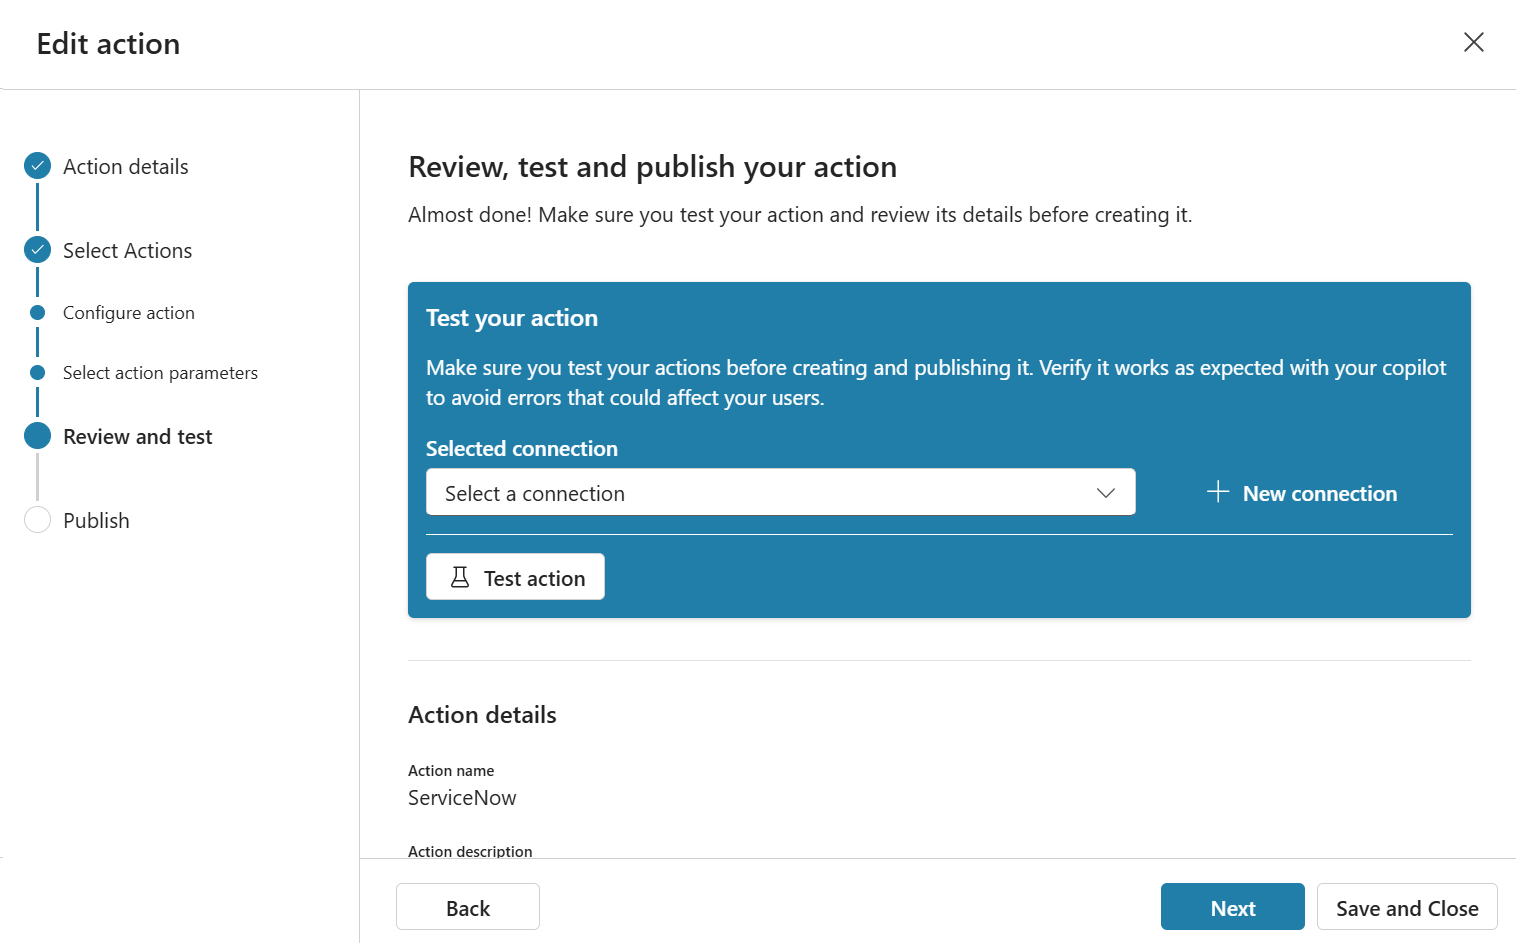 Edit action
Action details
Select Actions
Configure action
Select action parameters
Review and test
Publish
Review, test and publish your action
Almost done! Make sure you test your action and review its details before creating it.
Test your action
Make sure you test your actions before creating and publishing it. Verify it works as expected with your copilot
to avoid errors that could affect your users.
Selected connection
Select a connection
New connection
Test action
Action details
Action name
ServiceNow
Action description
Back
Next
Save and Close